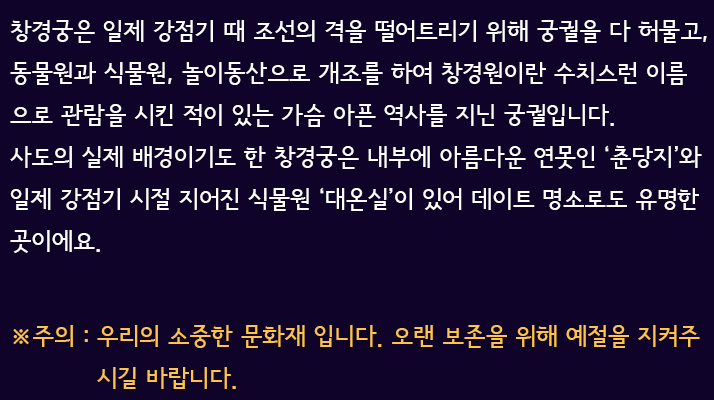 창경궁은 일제 강점기 때 조선의 격을 떨어트리기 위해 궁궐을 다 허물고,
동물원과 식물원, 놀이동산으로 개조를 하여 창경원이란 수치스런 이름
으로 관람을 시킨 적이 있는 가슴 아픈 역사를 지닌 궁궐입니다.
사도의 실제 배경이기도 한 창경궁은 내부에 아름다운 연못인 ‘춘당지’와
일제 강점기 시절 지어진 식물원 ‘대온실’이 있어 데이트 명소로도 유명한
곳이에요.
※주의 : 우리의 소중한 문화재 입니다. 오랜 보존을 위해 예절을 지켜주
시길 바랍니다.